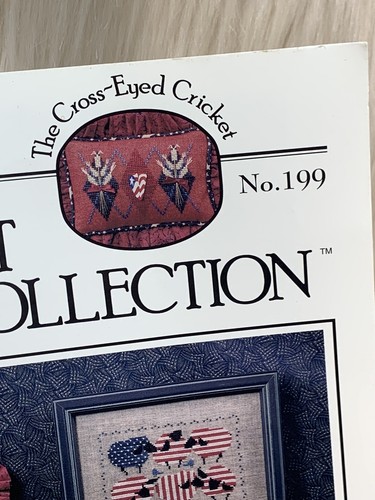 The Cross-Eyed Cricket
No.199
T
OLLECTION™